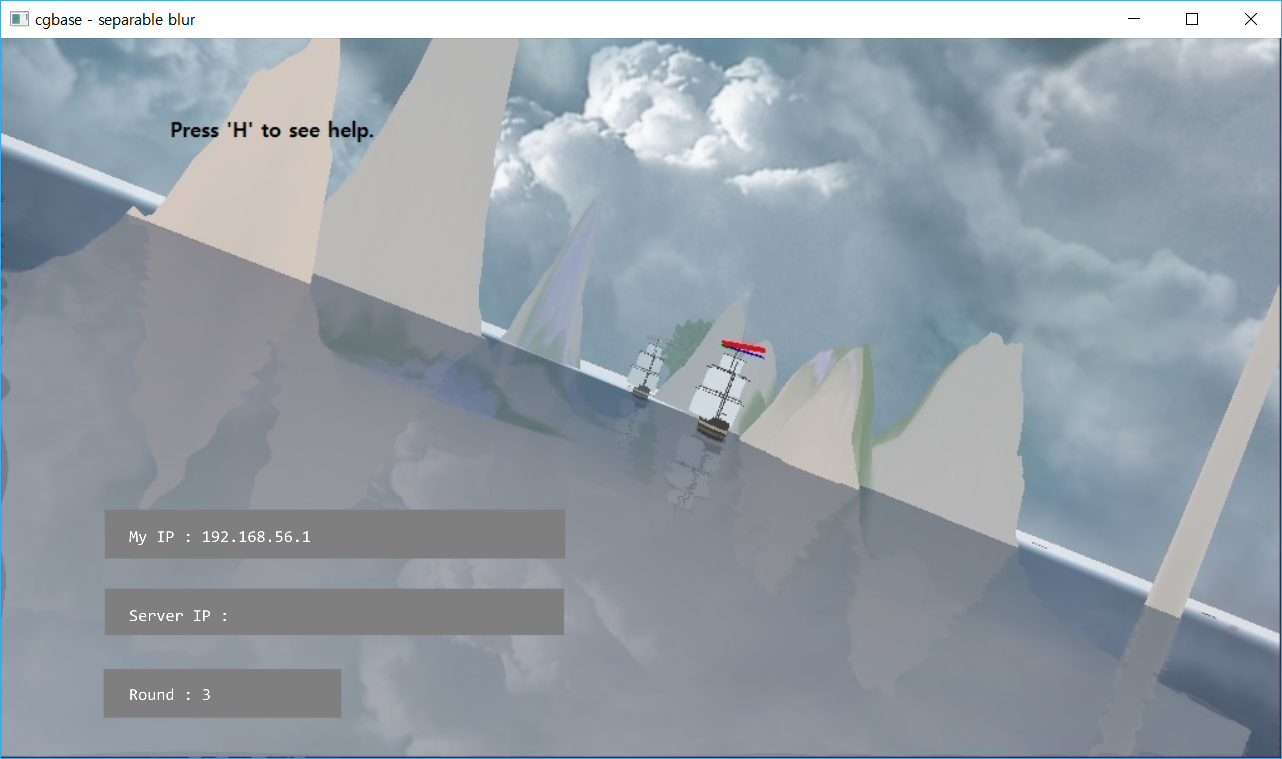 cgbase - separable blur
Press 'H' to see help.
My IP : 192.168.56.1
Server IP :
Round : 3